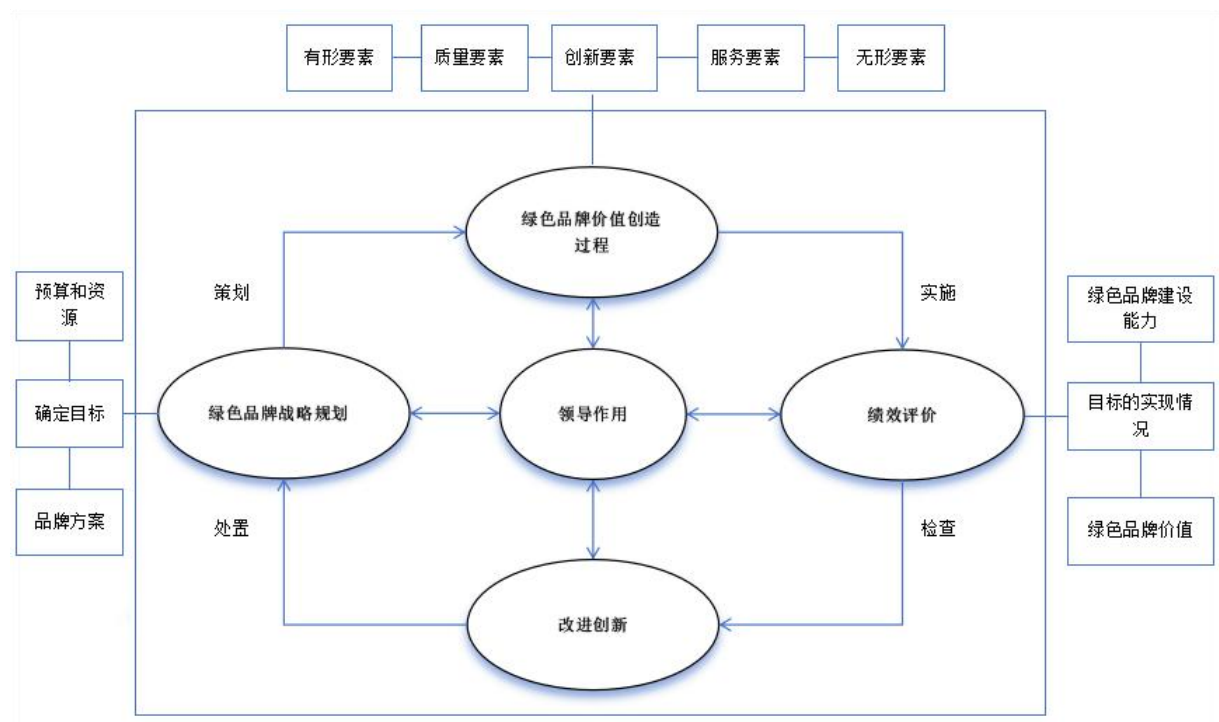 有形要素
质量要素
创新要素
服务要素
无形要素
绿色品牌价值创造
过程
策划
实施
预算和资
源
确定目标
品牌方案
绿色品牌战略规划
领导作用
绩效评价
绿色品牌建设
能力
目标的实现情
况
绿色品牌价值
处置
检查
改进创新